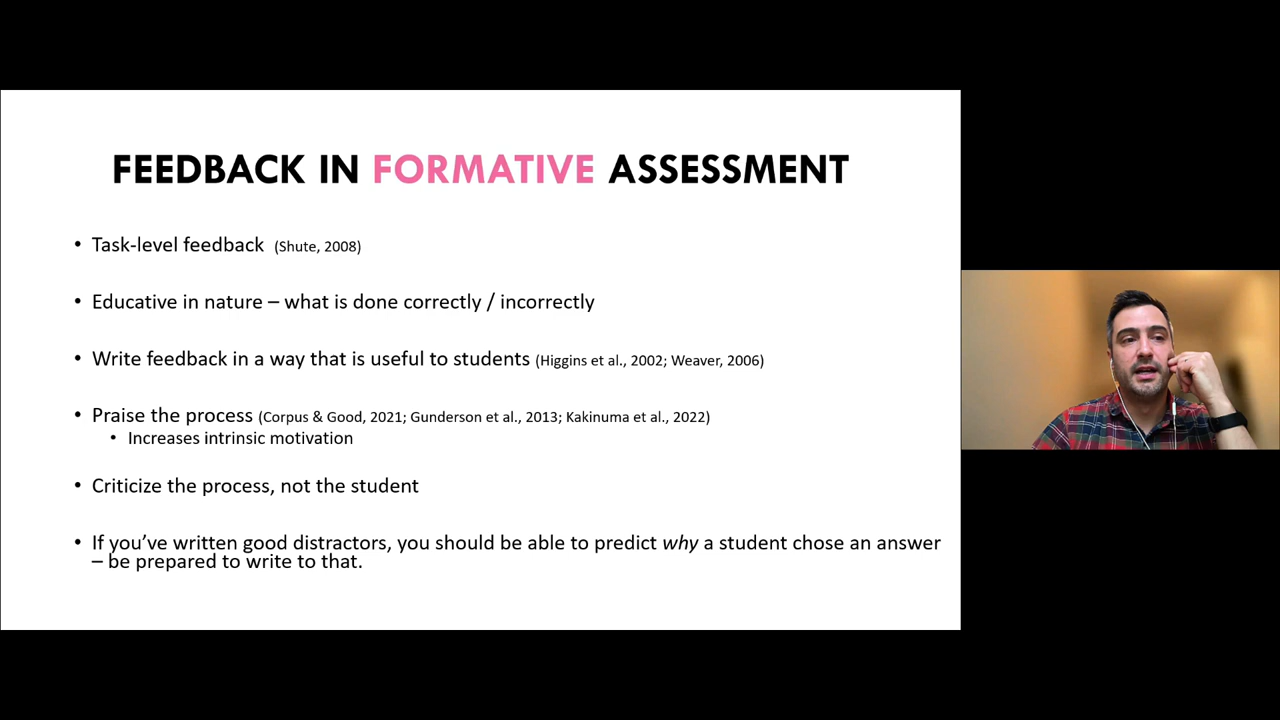 FEEDBACK IN FORMATIVE ASSESSMENT
• Task-level feedback (Shute, 2008)
• Educative in nature – what is done correctly / incorrectly
• Write feedback in a way that is useful to students (Higgins et al., 2002; Weaver, 2006)
• Praise the process (Corpus & Good, 2021; Gunderson et al., 2013; Kakinuma et al., 2022)
• Increases intrinsic motivation
• Criticize the process, not the student
• If you’ve written good distractors, you should be able to predict why a student chose an answer
– be prepared to write to that.